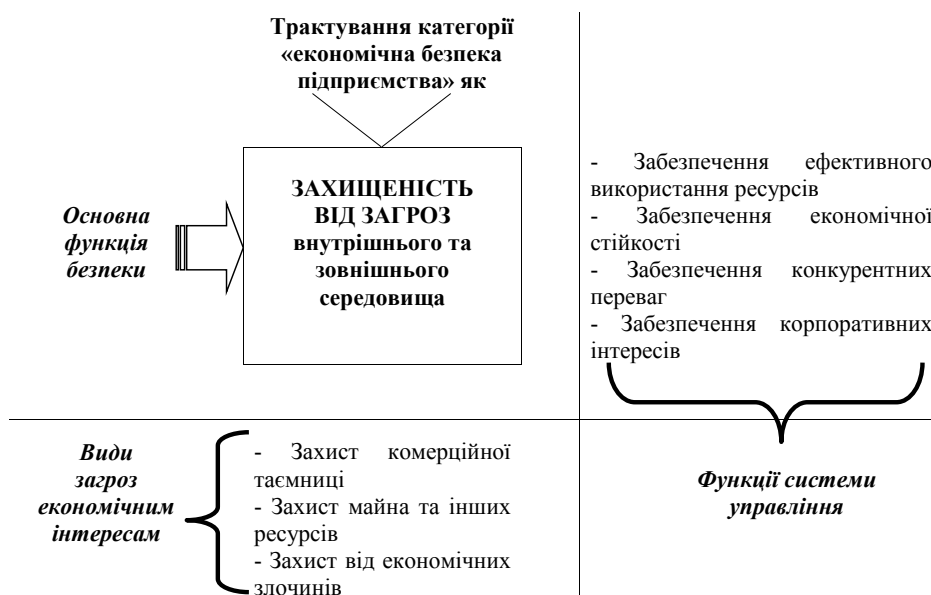 Трактування категорії
«економічна безпека
підприємства» як
Основна
функція
безпеки
ЗАХИЩЕНІСТЬ
ВІД ЗАГРОЗ
внутрішнього та
зовнішнього
середовища
- Забезпечення ефективного
використання ресурсів
- Забезпечення економічної
стійкості
- Забезпечення конкурентних
переваг
- Забезпечення корпоративних
інтересів
Види
загроз
економічним
інтересам
- Захист комерційної
таємниці
- Захист майна та інших
ресурсів
- Захист від економічних
злочинів
Функції системи
управління